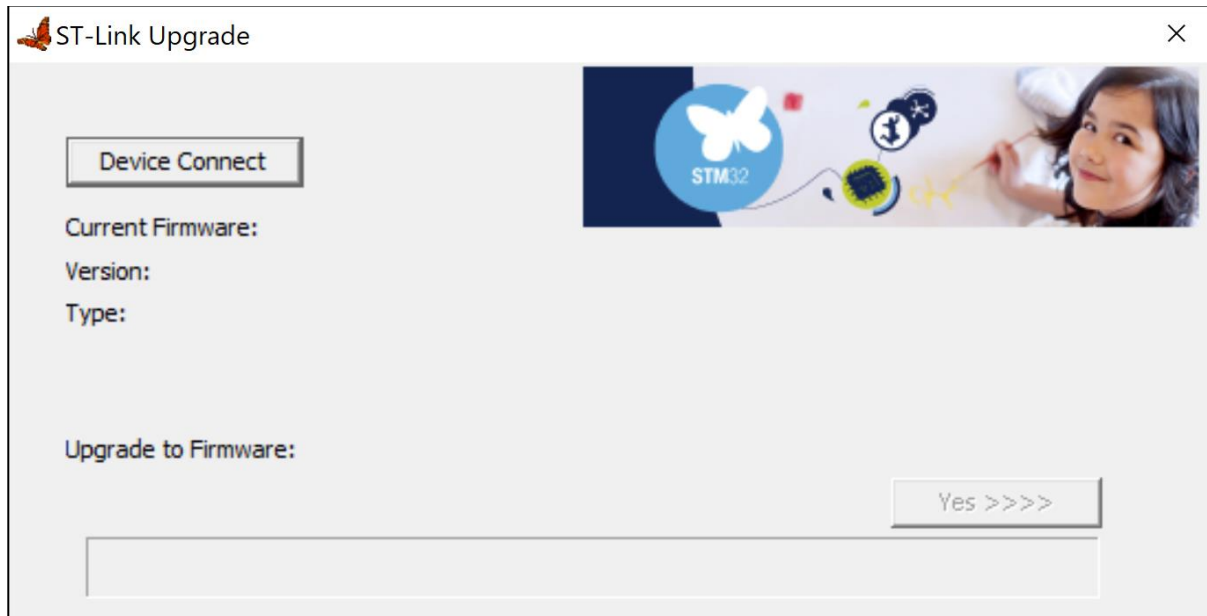 ST-Link Upgrade
STM32
Device Connect
Current Firmware:
Version:
Type:
Upgrade to Firmware:
Yes >>>>